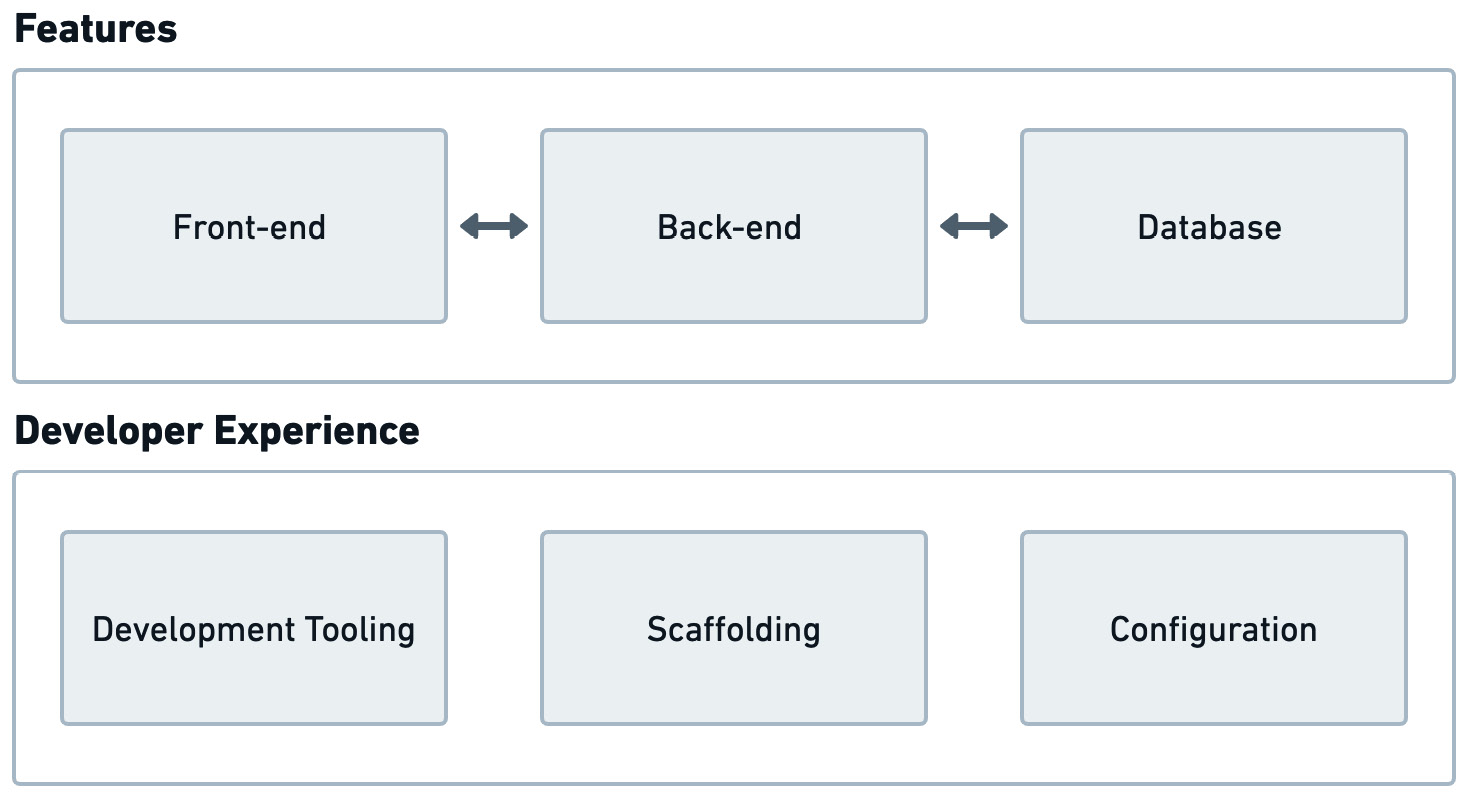 Features
Front-end
Back-end
Database
Developer Experience
Development Tooling
Scaffolding
Configuration